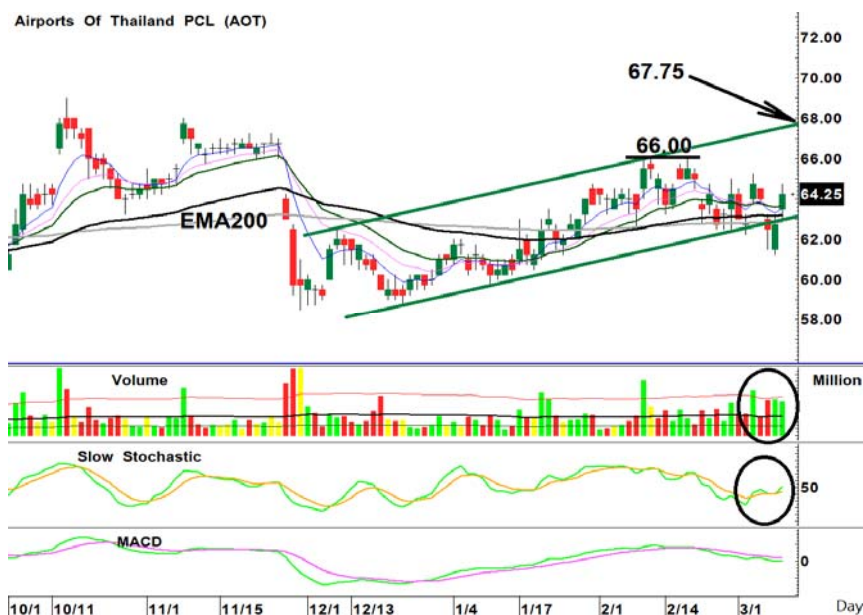 Airports Of Thailand PCL (AOT)
72.00
67.75
70.00
68.00
66.00
66.00
64.25
EMA200
62.00
60.00
58.00
Volume
Million
Slow Stochastic
50
MACD
0
10/1 10/11 11/1 11/15 12/1 12/13 1/4 1/17 2/1 2/14 3/1 Day